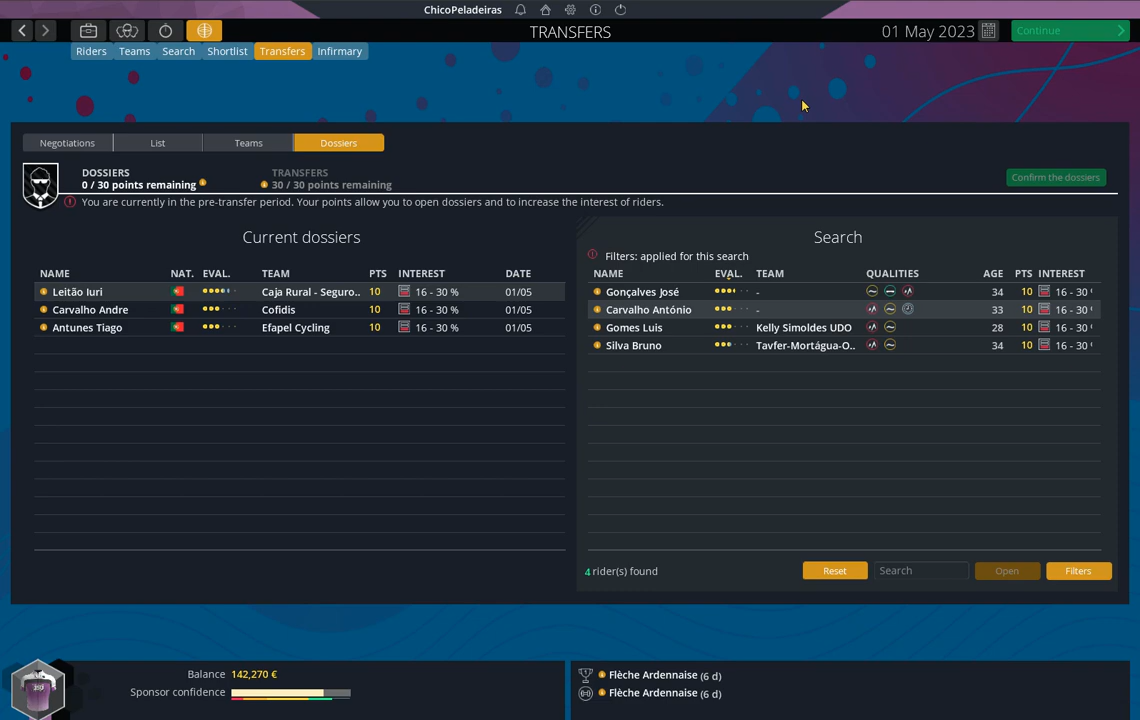 ChicoPeladeiras
TRANSFERS
01 May 2023
Continue
Riders Teams Search Shortlist Transfers Infirmary
Negotiations List Teams Dossiers
DOSSIERS
0 / 30 points remaining
TRANSFERS
30 / 30 points remaining
Confirm the dossiers
You are currently in the pre-transfer period. Your points allow you to open dossiers and to increase the interest of riders.
Current dossiers
NAME NAT. EVAL. TEAM PTS INTEREST DATE
Leitão Iuri Caja Rural - Seguro.. 10 16 - 30 % 01/05
Carvalho Andre Cofidis 10 16 - 30 % 01/05
Antunes Tiago Efapel Cycling 10 16 - 30 % 01/05
Search
Filters: applied for this search
NAME EVAL. TEAM QUALITIES AGE PTS INTEREST
Gonçalves José - 34 10 16 - 30
Carvalho António - 33 10 16 - 30
Gomes Luis Kelly Simoldes UDO 28 10 16 - 30
Silva Bruno Tavfer-Mortágua-O.. 34 10 16 - 30
4 rider(s) found
Reset Search Open Filters
Balance 142,270 €
Sponsor confidence
Flèche Ardennaise (6 d)
Flèche Ardennaise (6 d)